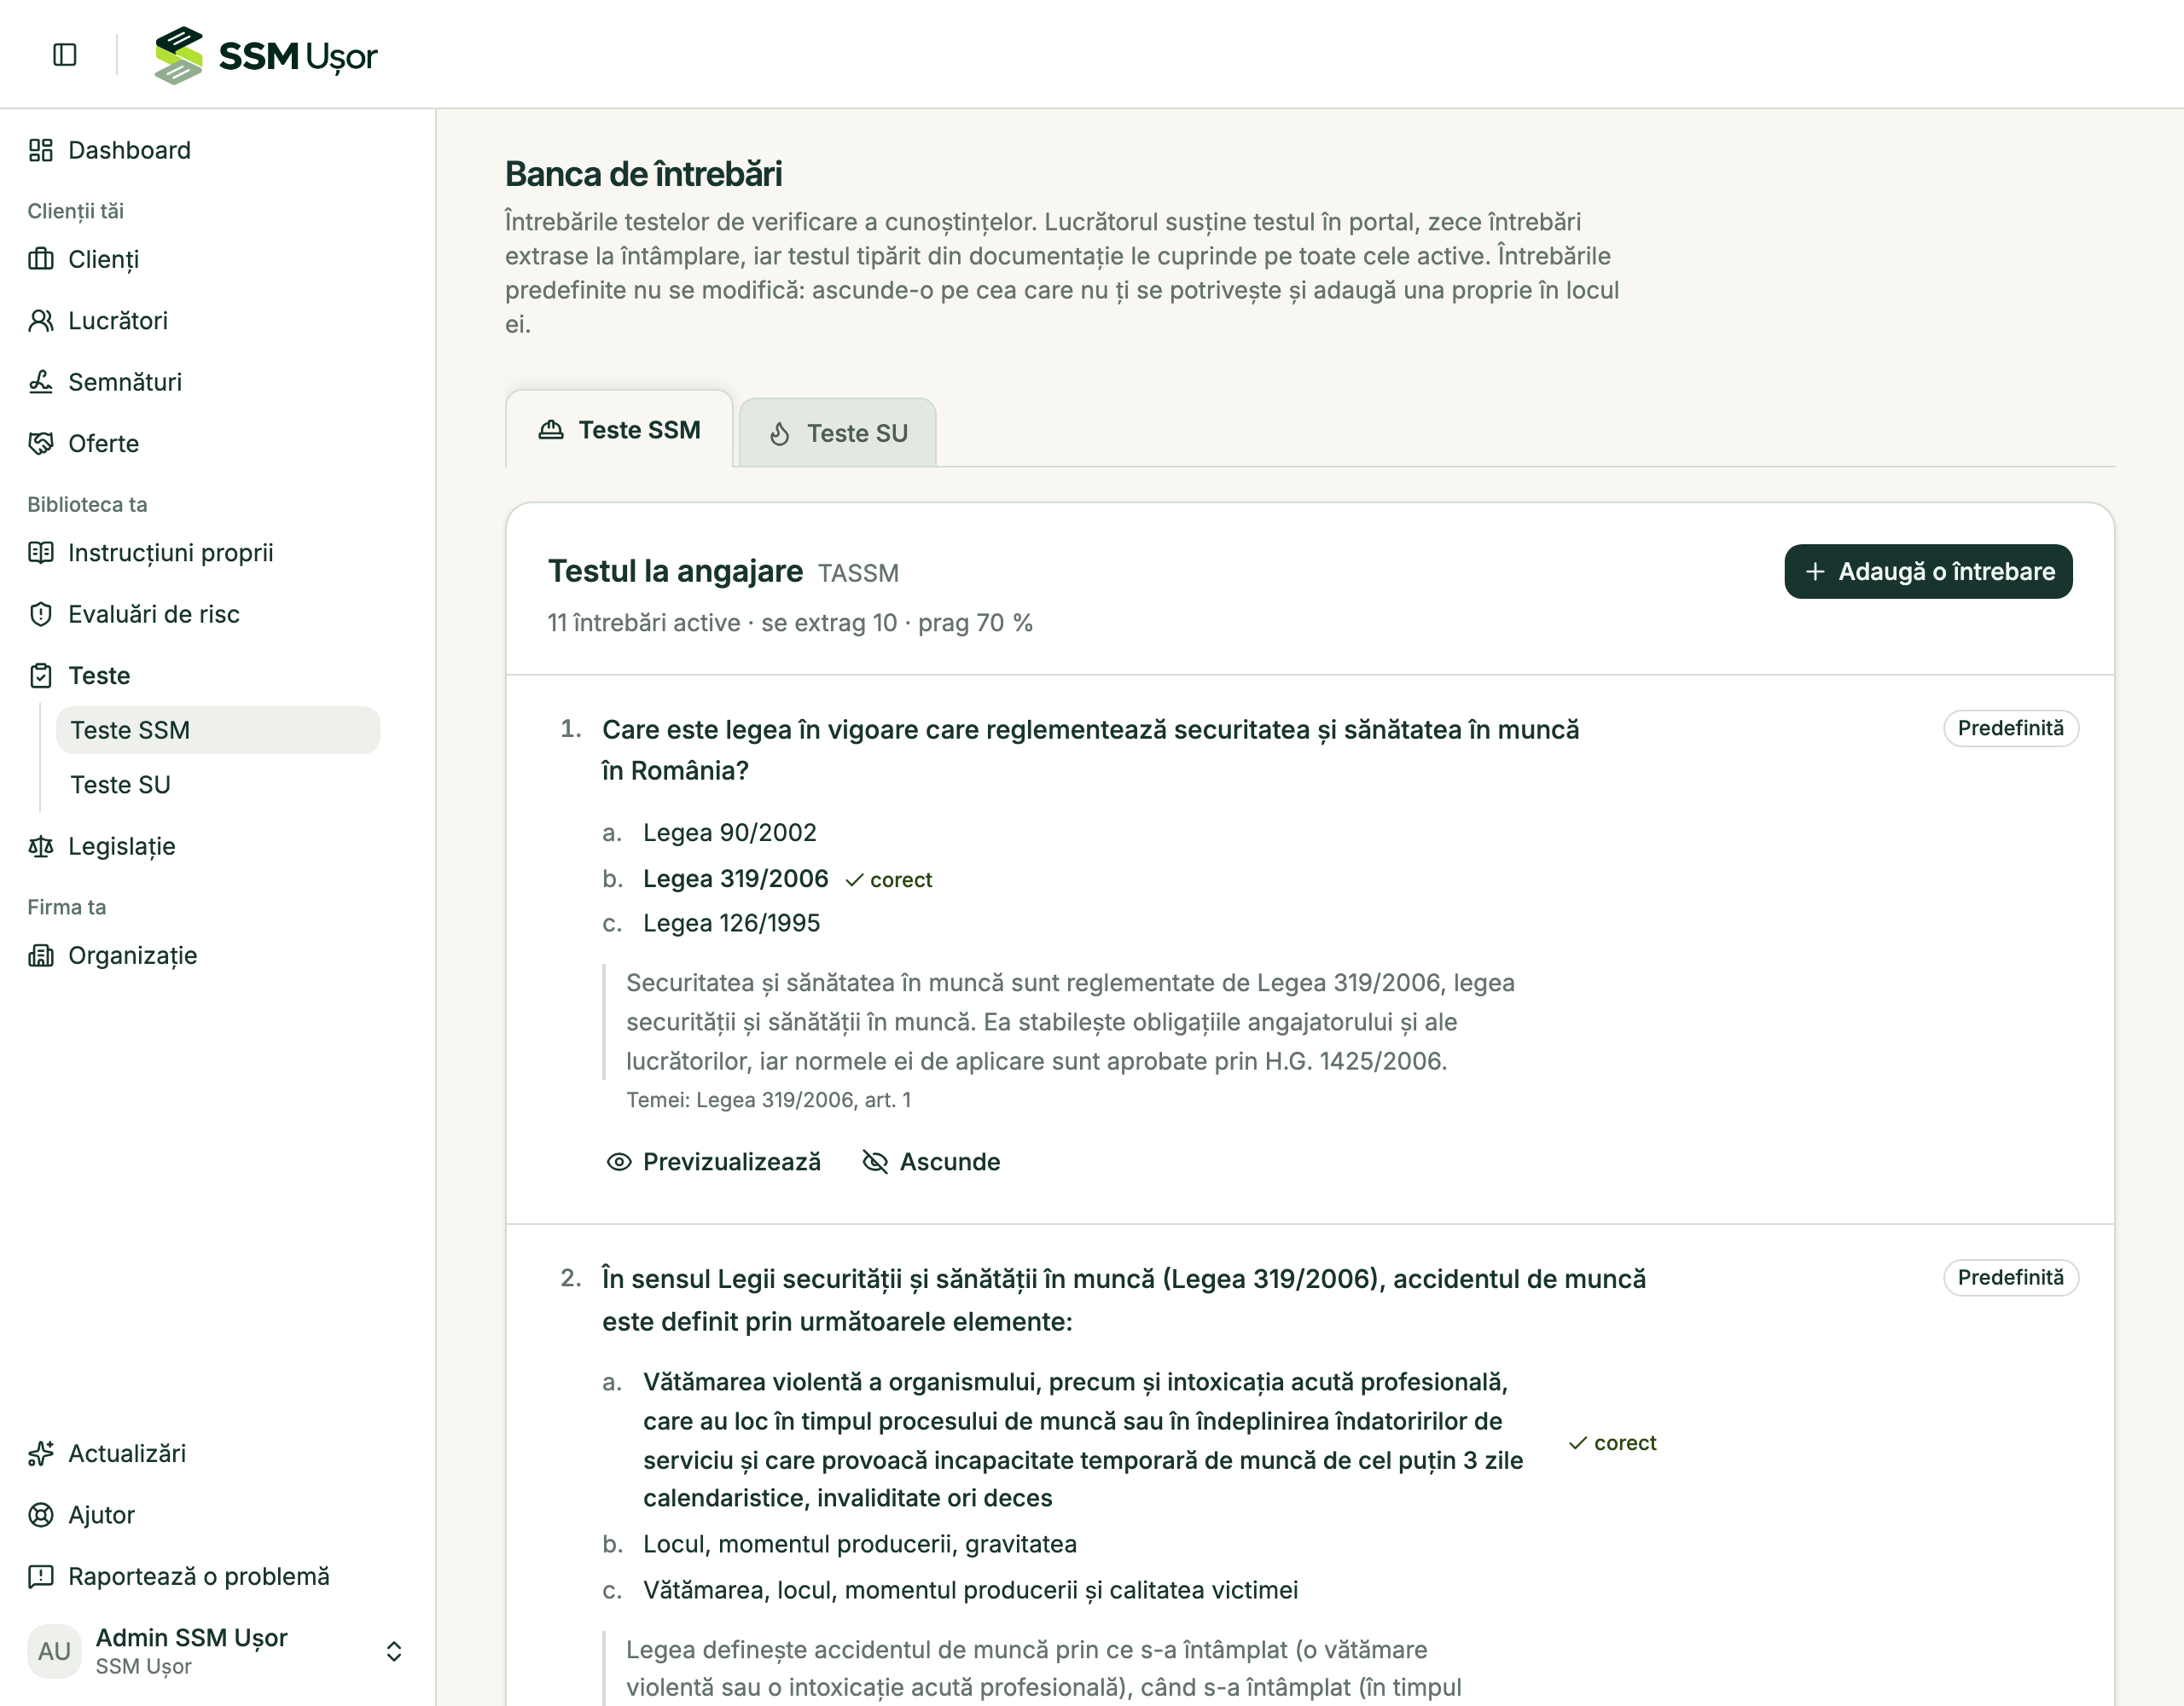 SSM Ușor
Dashboard
Clienții tăi
Clienți
Lucrători
Semnături
Oferte
Biblioteca ta
Instrucțiuni proprii
Evaluări de risc
Teste
Teste SSM
Teste SU
Legislație
Firma ta
Organizație
Actualizări
Ajutor
Raportează o problemă
AU
Admin SSM Ușor
SSM Ușor
Banca de întrebări
Întrebările testelor de verificare a cunoștințelor. Lucrătorul susține testul în portal, zece întrebări
extrase la întâmplare, iar testul tipărit din documentație le cuprinde pe toate cele active. Întrebările
predefinite nu se modifică: ascunde-o pe cea care nu ți se potrivește și adaugă una proprie în locul
ei.
Teste SSM
Teste SU
Testul la angajare TASSM
+ Adaugă o întrebare
11 întrebări active · se extrag 10 · prag 70 %
1. Care este legea în vigoare care reglementează securitatea și sănătatea în muncă
în România?
Predefinită
a. Legea 90/2002
b. Legea 319/2006 ✓ corect
c. Legea 126/1995
Securitatea și sănătatea în muncă sunt reglementate de Legea 319/2006, legea
securității și sănătății în muncă. Ea stabilește obligațiile angajatorului și ale
lucrătorilor, iar normele ei de aplicare sunt aprobate prin H.G. 1425/2006.
Temei: Legea 319/2006, art. 1
Previzualizează
Ascunde
2. În sensul Legii securității și sănătății în muncă (Legea 319/2006), accidentul de muncă
este definit prin următoarele elemente:
Predefinită
a. Vătămarea violentă a organismului, precum și intoxicația acută profesională,
care au loc în timpul procesului de muncă sau în îndeplinirea îndatoririlor de
serviciu și care provoacă incapacitate temporară de muncă de cel puțin 3 zile
calendaristice, invaliditate ori deces
✓ corect
b. Locul, momentul producerii, gravitatea
c. Vătămarea, locul, momentul producerii și calitatea victimei
Legea definește accidentul de muncă prin ce s-a întâmplat (o vătămare
violentă sau o intoxicație acută profesională), când s-a întâmplat (în timpul